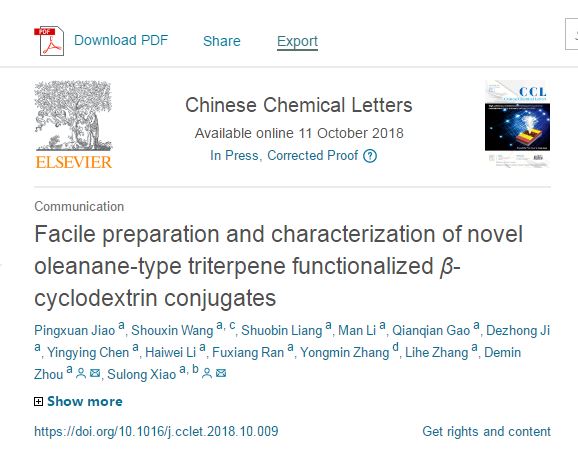 PDF
Download PDF Share Export
Chinese Chemical Letters
CCL
Available online 11 October 2018
ELSEVIER In Press, Corrected Proof ?
Communication
Facile preparation and characterization of novel
oleanane-type triterpene functionalized β-
cyclodextrin conjugates
Pingxuan Jiao a, Shouxin Wang a, c, Shuobin Liang a, Man Li a, Qianqian Gao a, Dezhong Ji
a, Yingying Chen a, Haiwei Li a, Fuxiang Ran a, Yongmin Zhang d, Lihe Zhang a, Demin
Zhou a, Sulong Xiao a, b
Show more
https://doi.org/10.1016/j.cclet.2018.10.009 Get rights and content